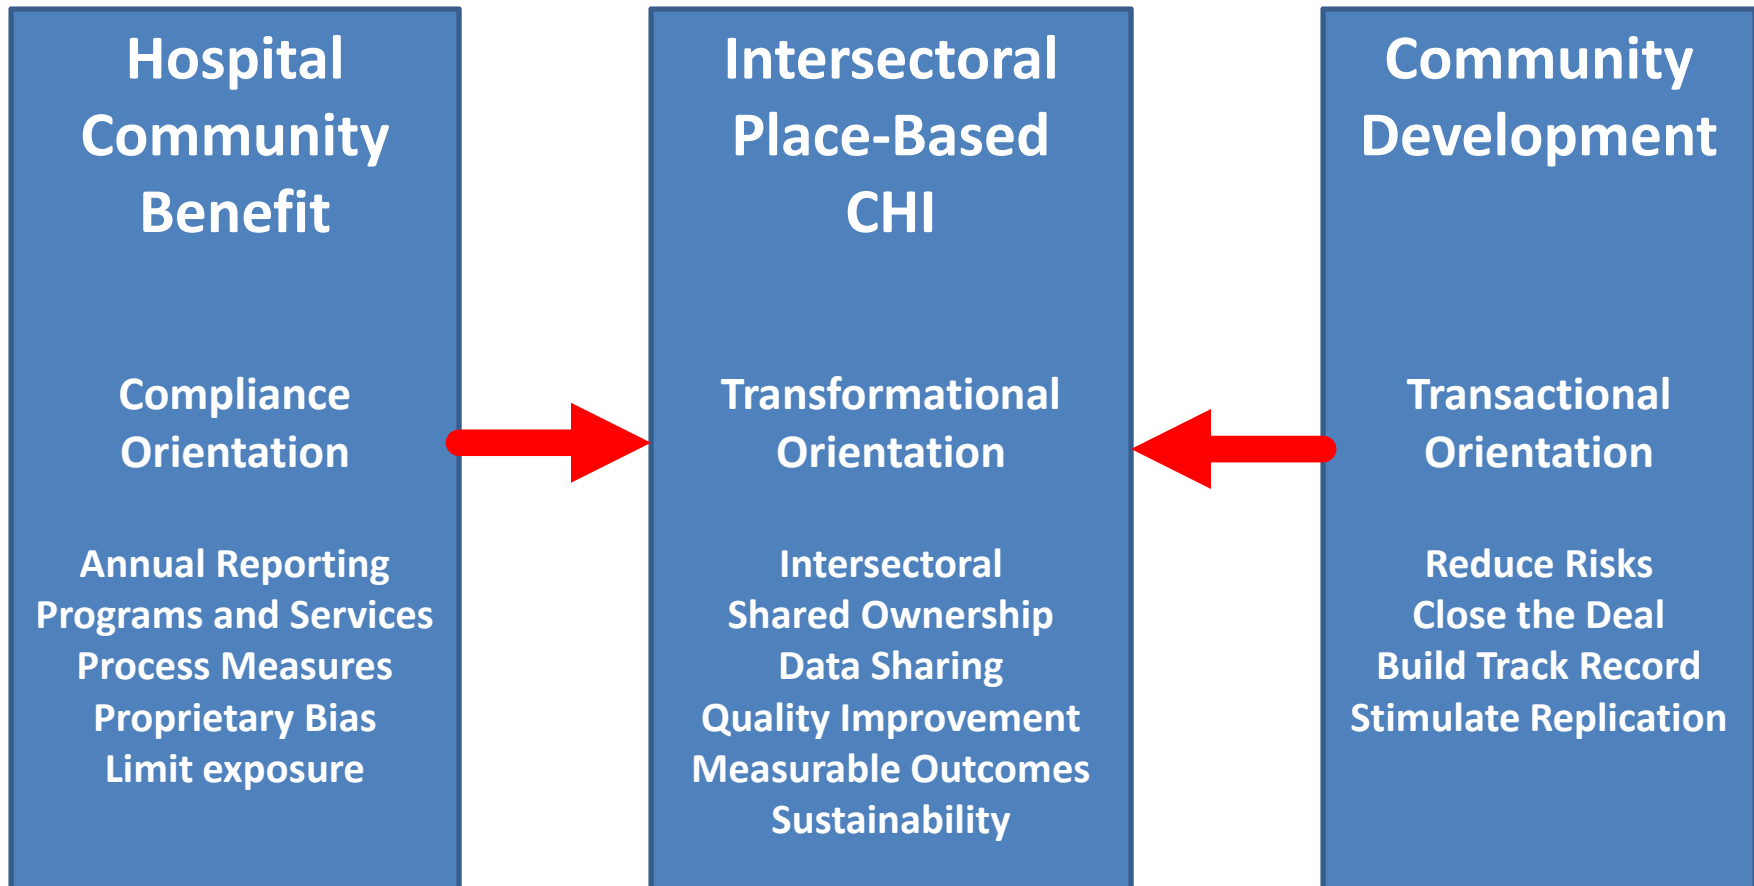 Hospital
Community
Benefit
Compliance
Orientation
Annual Reporting
Programs and Services
Process Measures
Proprietary Bias
Limit exposure
Intersectoral
Place-Based
CHI
Transformational
Orientation
Intersectoral
Shared Ownership
Data Sharing
Quality Improvement
Measurable Outcomes
Sustainability
Community
Development
Transactional
Orientation
Reduce Risks
Close the Deal
Build Track Record
Stimulate Replication